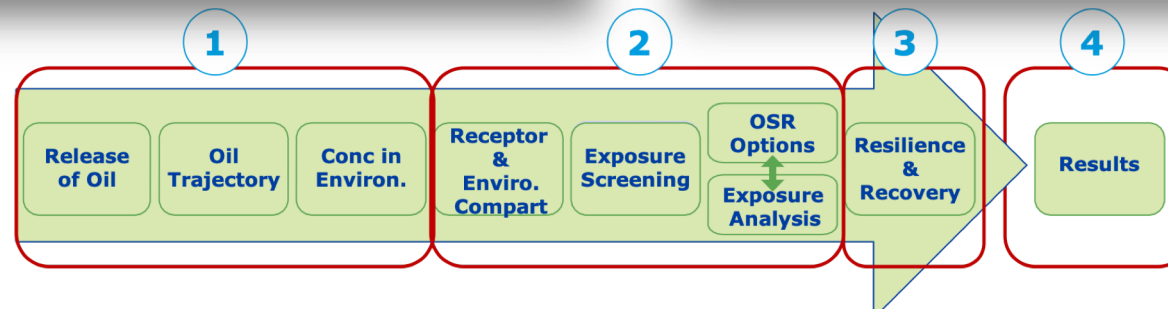 1
2
3
4
Release
of Oil
Oil
Trajectory
Conc in
Environ.
Receptor
&
Enviro.
Compart
Exposure
Screening
OSR
Options
Exposure
Analysis
Resilience
&
Recovery
Results